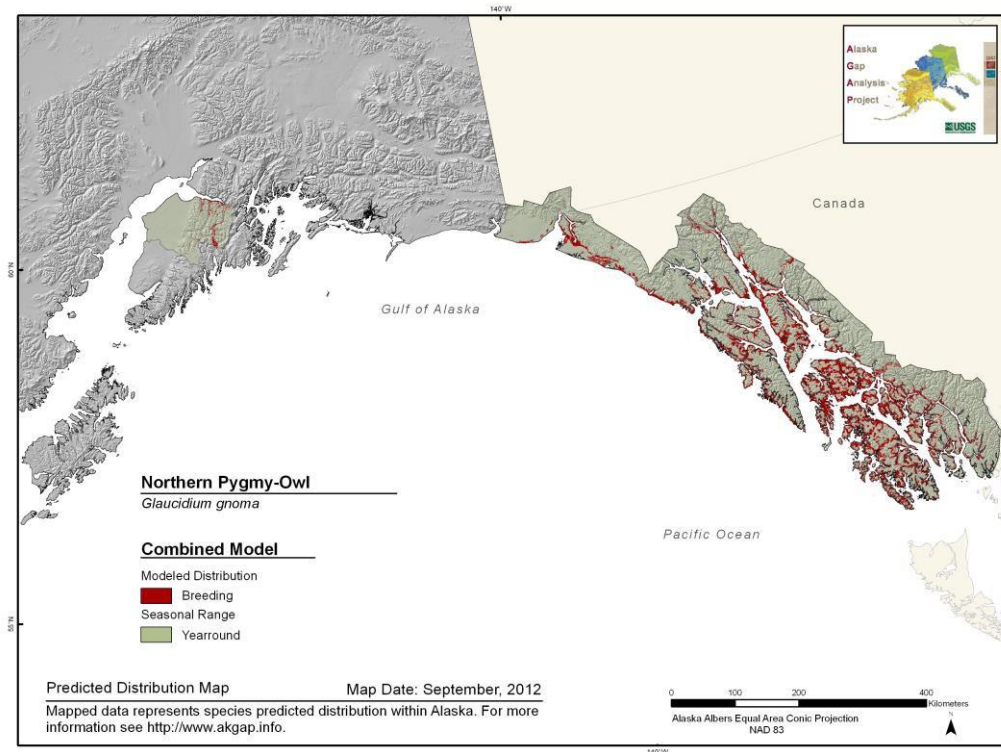 140°W
Alaska
Gap
Analysis
Project
USGS
Canada
60°N
Gulf of Alaska
Northern Pygmy-Owl
Glaucidium gnoma
Pacific Ocean
Combined Model
Modeled Distribution
Breeding
Seasonal Range
Yearround
55°N
Predicted Distribution Map Map Date: September, 2012
Mapped data represents species predicted distribution within Alaska. For more
information see http://www.akgap.info.
0 100 200 400
Kilometers
Alaska Albers Equal Area Conic Projection
NAD 83
N
140°W